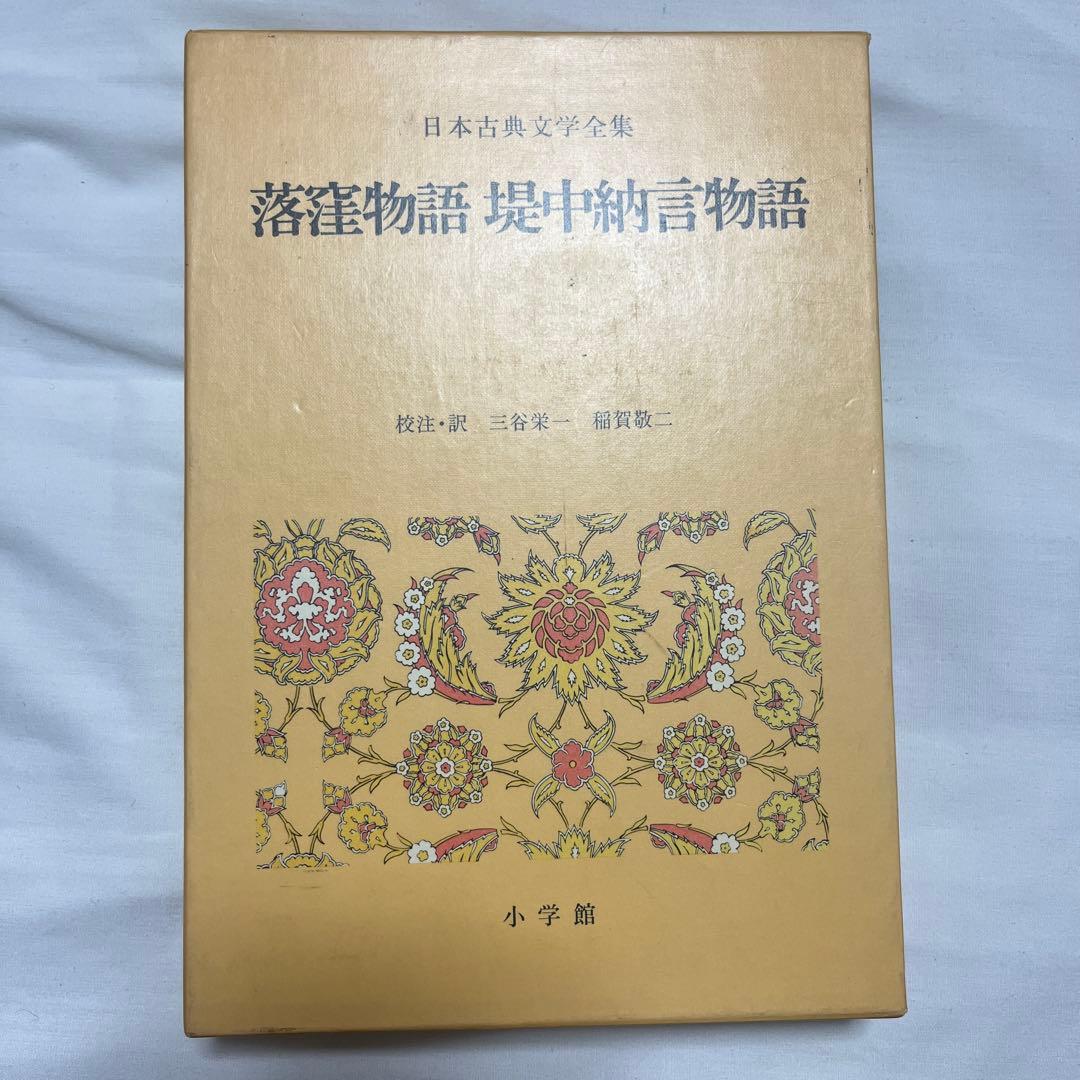 日本古典文学全集
落窪物語 堤中納言物語
校注・訳 三谷栄一 稲賀敬二
小学館